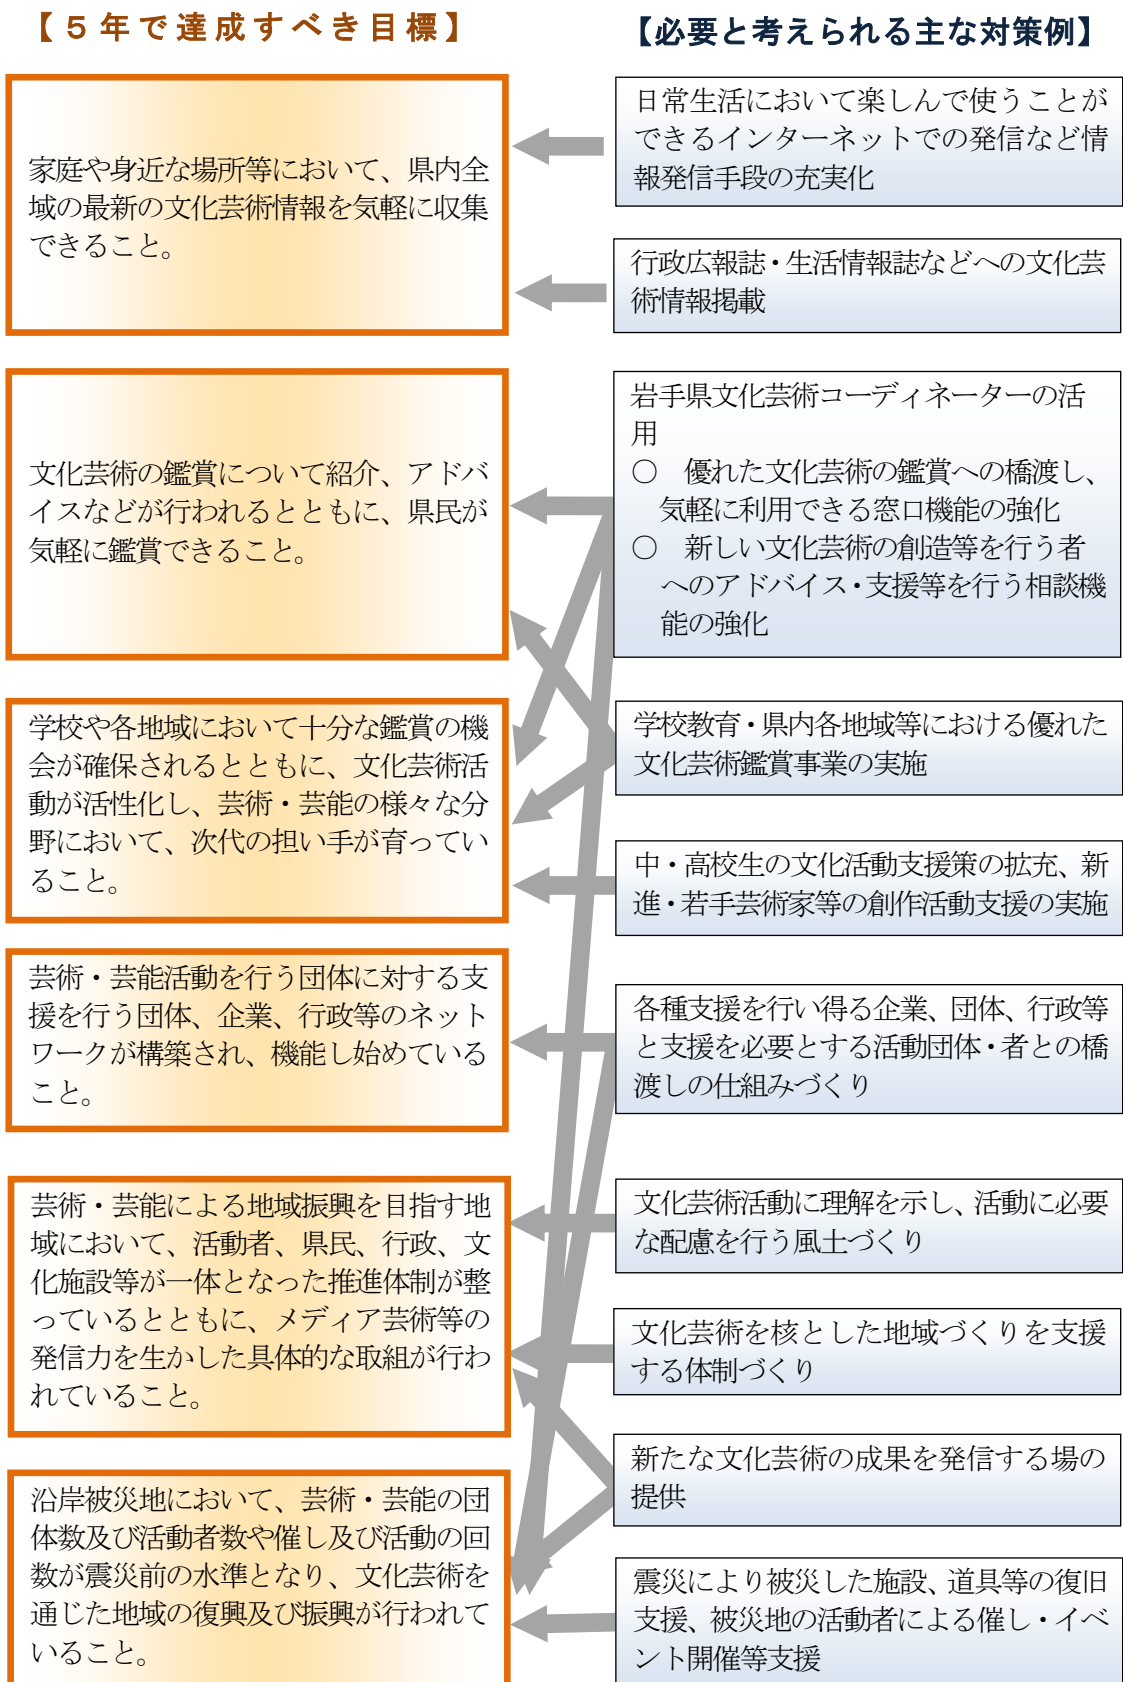 【５年で達成すべき目標】
家庭や身近な場所等において、県内全
域の最新の文化芸術情報を気軽に収集
できること。
文化芸術の鑑賞について紹介、アドバ
イスなどが行われるとともに、県民が
気軽に鑑賞できること。
学校や各地域において十分な鑑賞の機
会が確保されるとともに、文化芸術活
動が活性化し、芸術・芸能の様々な分
野において、次代の担い手が育ってい
ること。
芸術・芸能活動を行う団体に対する支
援を行う団体、企業、行政等のネット
ワークが構築され、機能し始めている
こと。
芸術・芸能による地域振興を目指す地
域において、活動者、県民、行政、文
化施設等が一体となった推進体制が整
っているとともに、メディア芸術等の
発信力を生かした具体的な取組が行わ
れていること。
沿岸被災地において、芸術・芸能の団
体数及び活動者数や催し及び活動の回
数が震災前の水準となり、文化芸術を
通じた地域の復興及び振興が行われて
いること。
【必要と考えられる主な対策例】
日常生活において楽しんで使うことが
できるインターネットでの発信など情
報発信手段の充実化
行政広報誌・生活情報誌などへの文化芸
術情報掲載
岩手県文化芸術コーディネーターの活
用
○　優れた文化芸術の鑑賞への橋渡し、
気軽に利用できる窓口機能の強化
○　新しい文化芸術の創造等を行う者
へのアドバイス・支援等を行う相談機
能の強化
学校教育・県内各地域等における優れた
文化芸術鑑賞事業の実施
中・高校生の文化活動支援策の拡充、新
進・若手芸術家等の創作活動支援の実施
各種支援を行い得る企業、団体、行政等
と支援を必要とする活動団体・者との橋
渡しの仕組みづくり
文化芸術活動に理解を示し、活動に必要
な配慮を行う風土づくり
文化芸術を核とした地域づくりを支援
する体制づくり
新たな文化芸術の成果を発信する場の
提供
震災により被災した施設、道具等の復旧
支援、被災地の活動者による催し・イベ
ント開催等支援